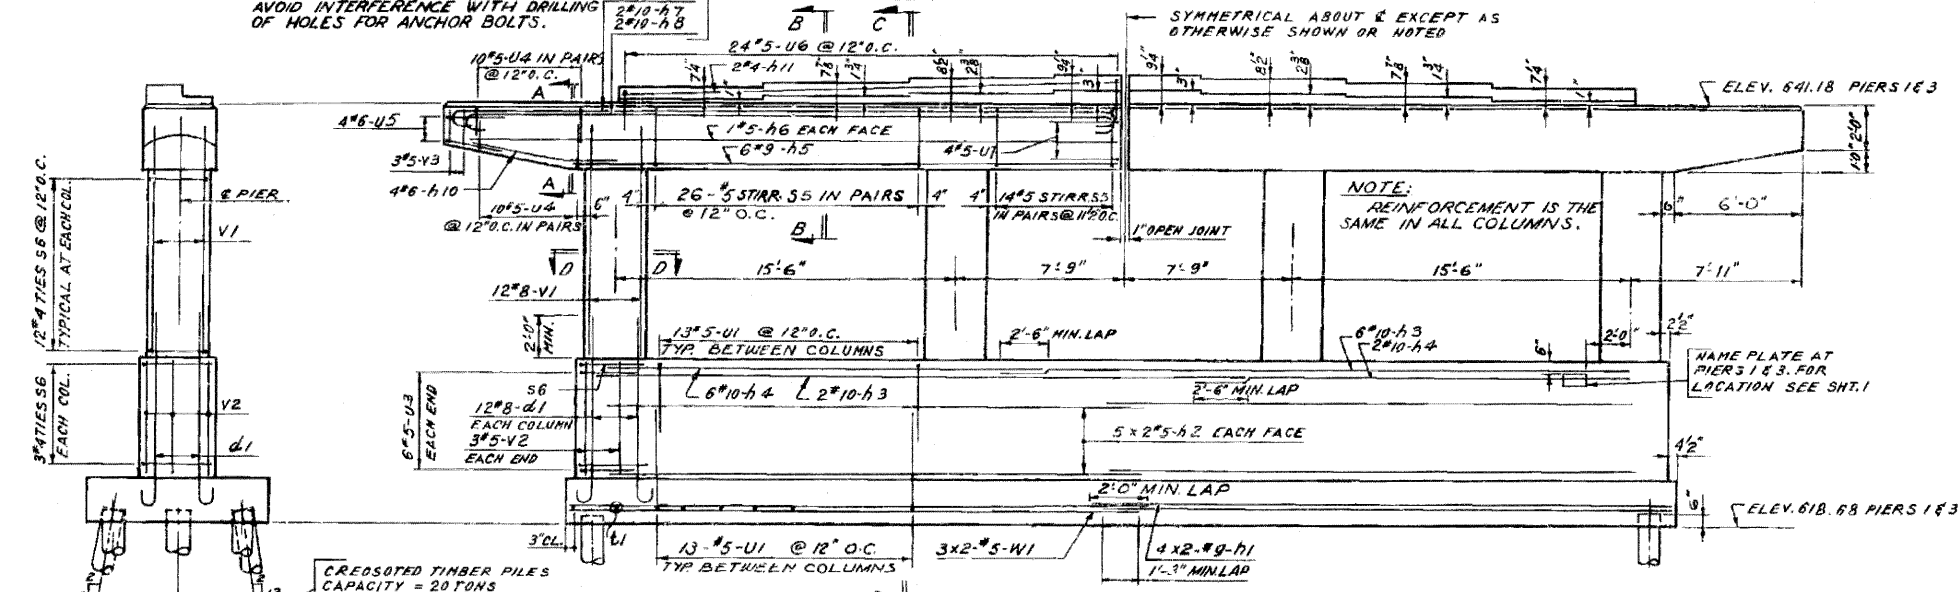 AVOID INTERFERENCE WITH DRILLING
OF HOLES FOR ANCHOR BOLTS.
2#10-h7
2#10-h8
B
C
SYMMETRICAL ABOUT ℄ EXCEPT AS
OTHERWISE SHOWN OR NOTED
24#5-U6 @ 12"O.C.
10#5-U4 IN PAIRS
@ 12"O.C.
2#4-h11
A
ELEV. 641.18 PIERS 1 & 3
4#6-U5
1#5-h6 EACH FACE
6#9-h5
4#5-U7
3#5-V3
4#6-h10
A
2'-0"
1'-0"
℄ PIER
V1
12#4 TIES S6 @ 12"O.C.
TYPICAL AT EACH COL.
10#5-U4
@ 12"O.C. IN PAIRS
6"
4"
26-#5 STIRR. S5 IN PAIRS
@ 12" O.C.
4"
4"
14#5 STIRR. S5
IN PAIRS @ 11"O.C.
B
1" OPEN JOINT
NOTE:
REINFORCEMENT IS THE
SAME IN ALL COLUMNS.
6"
6'-0"
D
D
15'-6"
7'-9"
7'-9"
15'-6"
7'-11"
12#8-V1
2'-0"
MIN.
13#5-U1 @ 12"O.C.
TYP. BETWEEN COLUMNS
2'-6" MIN. LAP
6#10-h3
2#10-h4
6"
2'-0"
2½"
NAME PLATE AT
PIERS 1 & 3. FOR
LOCATION SEE SHT. 1
3#4 TIES S6
EACH COL.
V2
d1
6#5-U3
EACH END
S6
12#8-d1
EACH COLUMN
3#5-V2
EACH END
6#10-h4
2#10-h3
2'-6" MIN. LAP
5 x 2#5-h2 EACH FACE
4½"
2'-0" MIN. LAP
6"
ELEV. 618.68 PIERS 1 & 3
3"CL.
t1
13-#5-U1 @ 12" O.C.
TYP. BETWEEN COLUMNS
3x2-#5-W1
4x2-#9-h1
1'-3" MIN. LAP
CREOSOTED TIMBER PILES
CAPACITY = 20 TONS